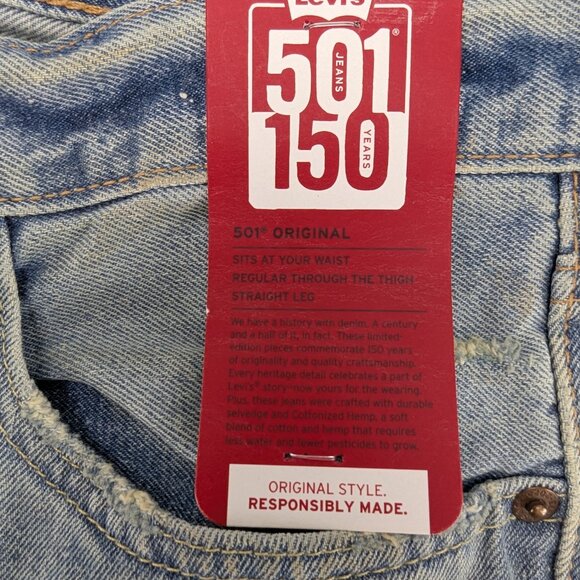 Levi's
501®
JEANS
150
YEARS
501® ORIGINAL
SITS AT YOUR WAIST
REGULAR THROUGH THE THIGH
STRAIGHT LEG
We have a history with denim. A century
and a half of it, in fact. These limited-
edition pieces commemorate 150 years
of originality and quality craftsmanship.
Every heritage detail celebrates a part of
Levi's® story–now yours for the wearing.
Plus, these jeans were crafted with durable
selvedge and Cottonized Hemp, a soft
blend of cotton and hemp that requires
less water and fewer pesticides to grow.
ORIGINAL STYLE.
RESPONSIBLY MADE.